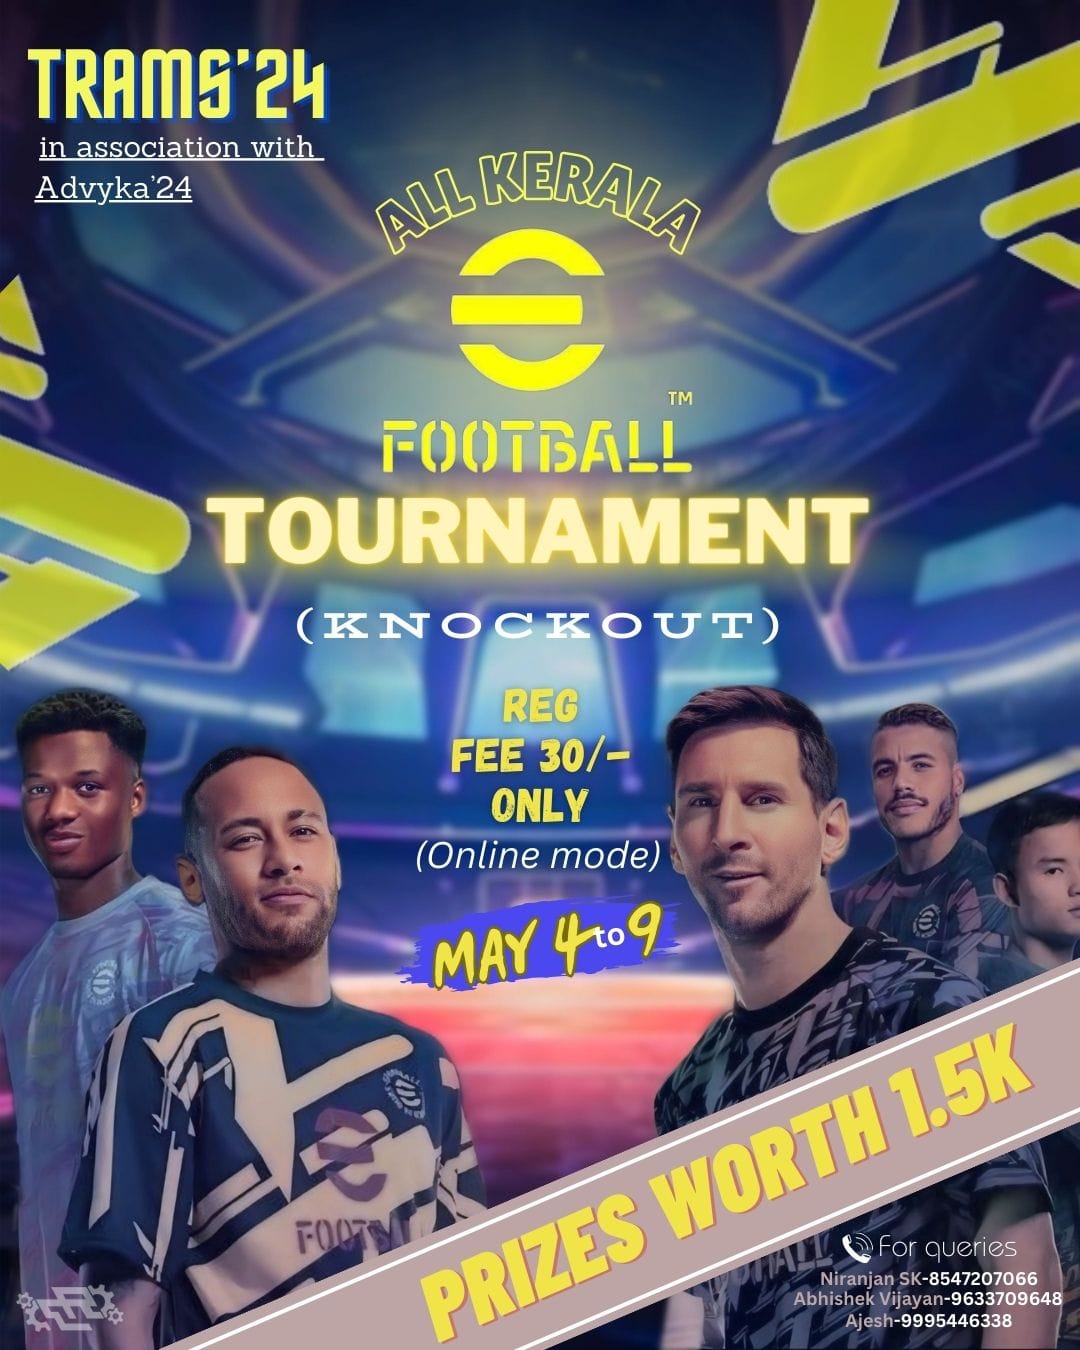 TRAMS'24
in association with
Advyka'24
ALL KERALA
FOOTBALL™
TOURNAMENT
(KNOCKOUT)
REG
FEE 30/-
ONLY
(Online mode)
MAY 4 to 9
PRIZES WORTH 1.5K
For queries
Niranjan SK-8547207066
Abhishek Vijayan-9633709648
Ajesh-9995446338